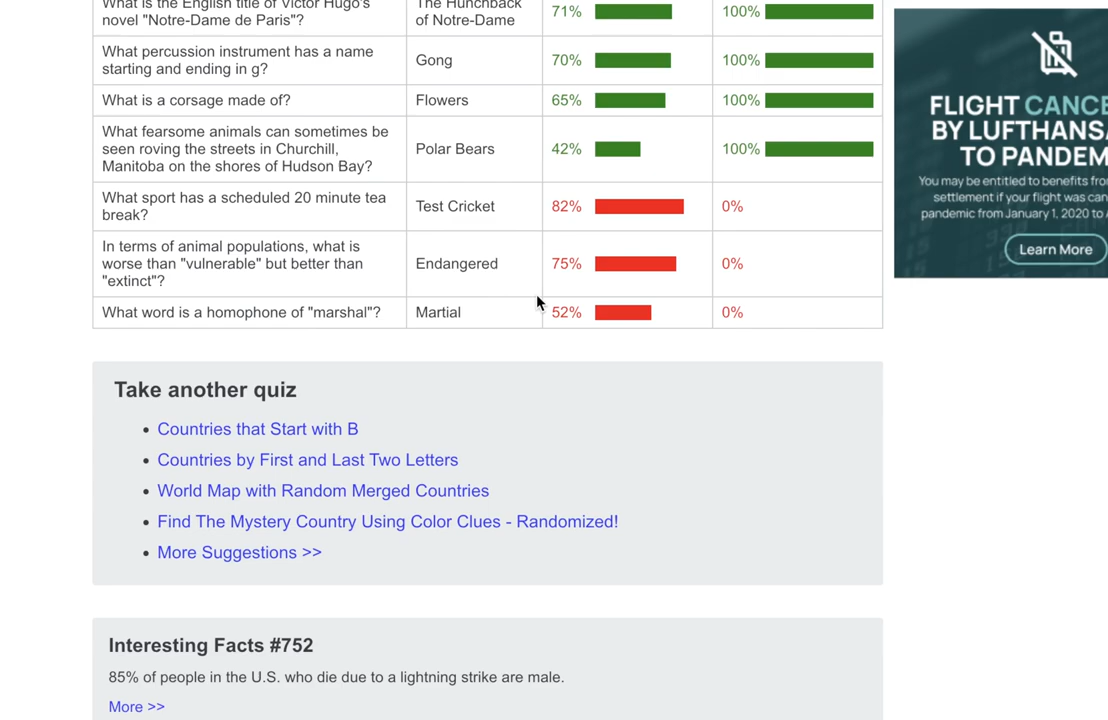 What is the English title of Victor Hugo's
novel "Notre-Dame de Paris"?
The Hunchback
of Notre-Dame
71%
100%
What percussion instrument has a name
starting and ending in g?
Gong
70%
100%
What is a corsage made of?
Flowers
65%
100%
What fearsome animals can sometimes be
seen roving the streets in Churchill,
Manitoba on the shores of Hudson Bay?
Polar Bears
42%
100%
What sport has a scheduled 20 minute tea
break?
Test Cricket
82%
0%
In terms of animal populations, what is
worse than "vulnerable" but better than
"extinct"?
Endangered
75%
0%
What word is a homophone of "marshal"?
Martial
52%
0%
Take another quiz
• Countries that Start with B
• Countries by First and Last Two Letters
• World Map with Random Merged Countries
• Find The Mystery Country Using Color Clues - Randomized!
• More Suggestions >>
Interesting Facts #752
85% of people in the U.S. who die due to a lightning strike are male.
More >>
FLIGHT CANCE
BY LUFTHANSA
TO PANDEM
You may be entitled to benefits fro
settlement if your flight was can
pandemic from January 1, 2020 to
Learn More